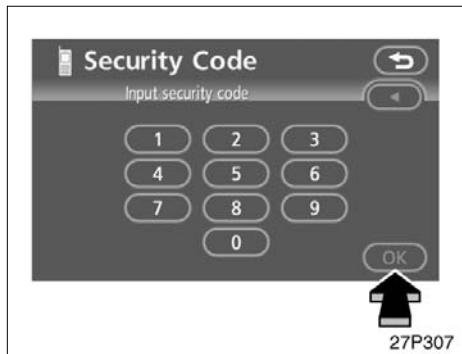 Security Code
Input security code
1 2 3
4 5 6
7 8 9
0
OK
27P307